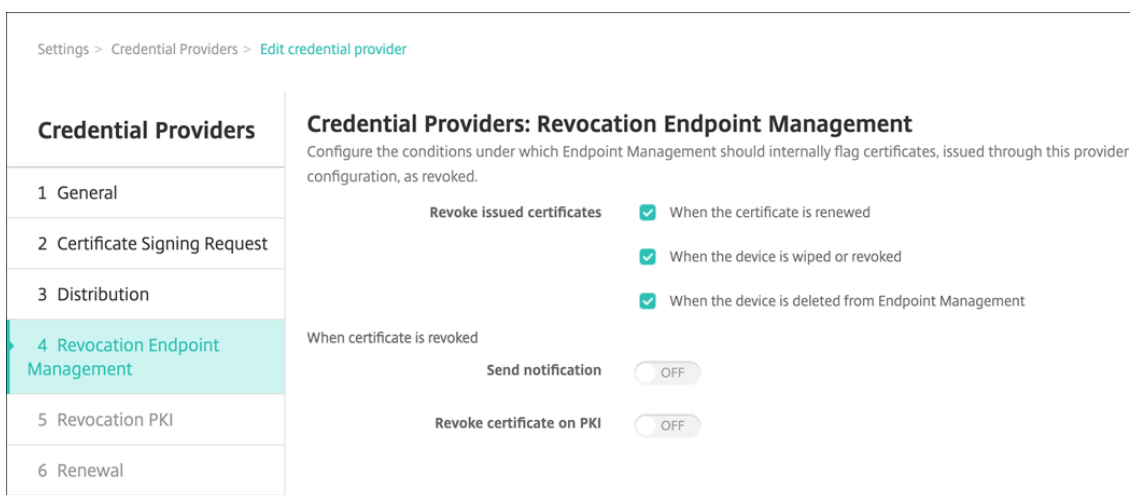 Settings > Credential Providers > Edit credential provider
Credential Providers
1 General
2 Certificate Signing Request
3 Distribution
4 Revocation Endpoint
Management
5 Revocation PKI
6 Renewal
Credential Providers: Revocation Endpoint Management
Configure the conditions under which Endpoint Management should internally flag certificates, issued through this provider
configuration, as revoked.
Revoke issued certificates
When the certificate is renewed
When the device is wiped or revoked
When the device is deleted from Endpoint Management
When certificate is revoked
Send notification OFF
Revoke certificate on PKI OFF